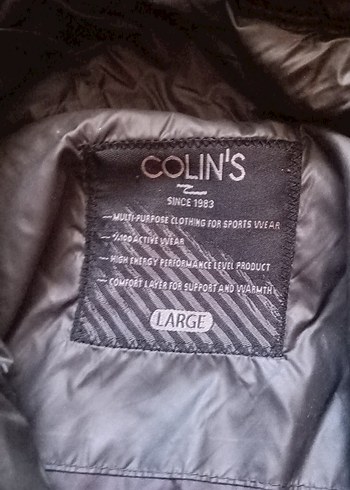 COLIN'S
SINCE 1983
— MULTI-PURPOSE CLOTHING FOR SPORTS WEAR
— %100 ACTIVE WEAR
— HIGH ENERGY PERFORMANCE LEVEL PRODUCT
— COMFORT LAYER FOR SUPPORT AND WARMTH
LARGE